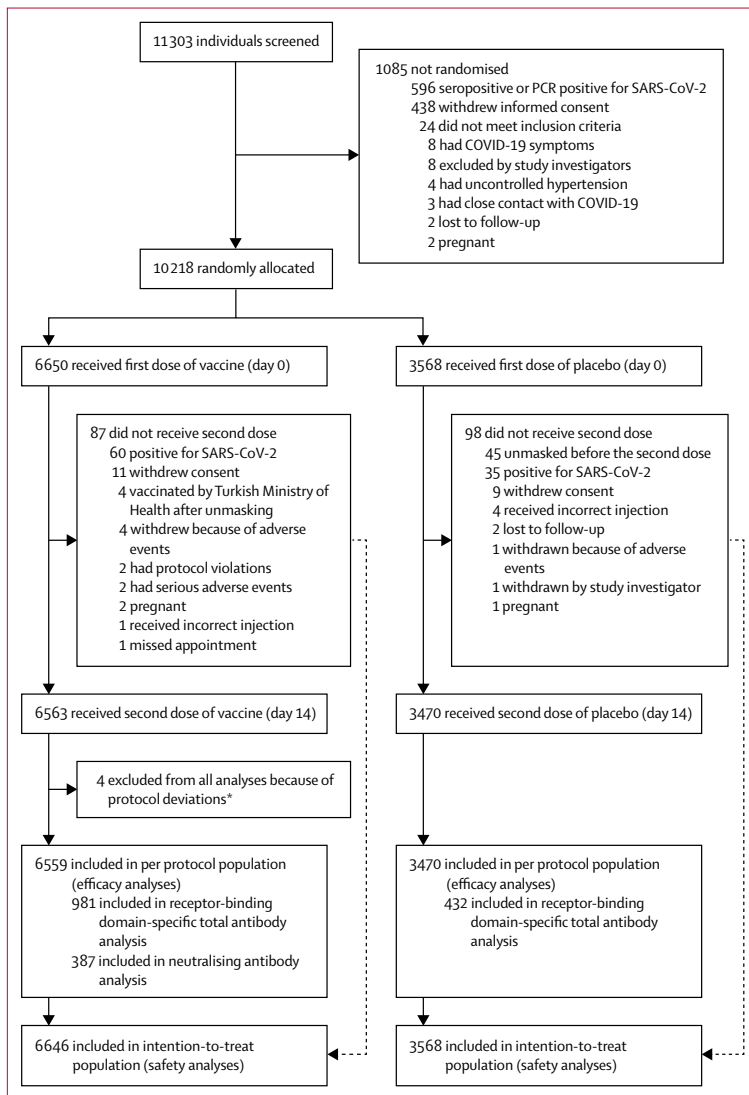 11303 individuals screened
1085 not randomised
596 seropositive or PCR positive for SARS-CoV-2
438 withdrew informed consent
24 did not meet inclusion criteria
8 had COVID-19 symptoms
8 excluded by study investigators
4 had uncontrolled hypertension
3 had close contact with COVID-19
2 lost to follow-up
2 pregnant
10218 randomly allocated
6650 received first dose of vaccine (day 0)
3568 received first dose of placebo (day 0)
87 did not receive second dose
60 positive for SARS-CoV-2
11 withdrew consent
4 vaccinated by Turkish Ministry of
Health after unmasking
4 withdrew because of adverse
events
2 had protocol violations
2 had serious adverse events
2 pregnant
1 received incorrect injection
1 missed appointment
98 did not receive second dose
45 unmasked before the second dose
35 positive for SARS-CoV-2
9 withdrew consent
4 received incorrect injection
2 lost to follow-up
1 withdrawn because of adverse
events
1 withdrawn by study investigator
1 pregnant
6563 received second dose of vaccine (day 14)
3470 received second dose of placebo (day 14)
4 excluded from all analyses because of
protocol deviations*
6559 included in per protocol population
(efficacy analyses)
981 included in receptor-binding
domain-specific total antibody
analysis
387 included in neutralising antibody
analysis
3470 included in per protocol population
(efficacy analyses)
432 included in receptor-binding
domain-specific total antibody
analysis
6646 included in intention-to-treat
population (safety analyses)
3568 included in intention-to-treat
population (safety analyses)